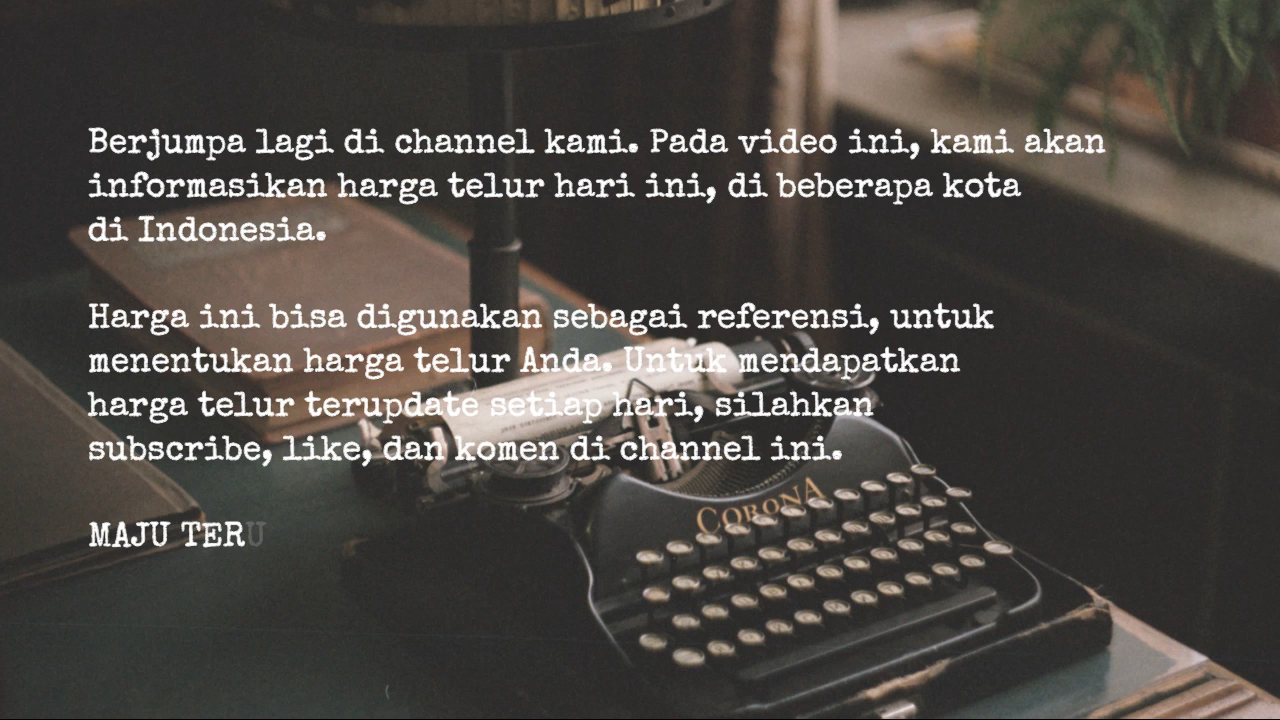 Berjumpa lagi di channel kami. Pada video ini, kami akan
informasikan harga telur hari ini, di beberapa kota
di Indonesia.
Harga ini bisa digunakan sebagai referensi, untuk
menentukan harga telur Anda. Untuk mendapatkan
harga telur terupdate setiap hari, silahkan
subscribe, like, dan komen di channel ini.
MAJU TERU
CORONA